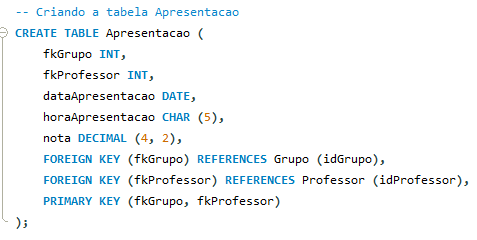 -- Criando a tabela Apresentacao
CREATE TABLE Apresentacao (
fkGrupo INT,
fkProfessor INT,
dataApresentacao DATE,
horaApresentacao CHAR (5),
nota DECIMAL (4, 2),
FOREIGN KEY (fkGrupo) REFERENCES Grupo (idGrupo),
FOREIGN KEY (fkProfessor) REFERENCES Professor (idProfessor),
PRIMARY KEY (fkGrupo, fkProfessor)
);